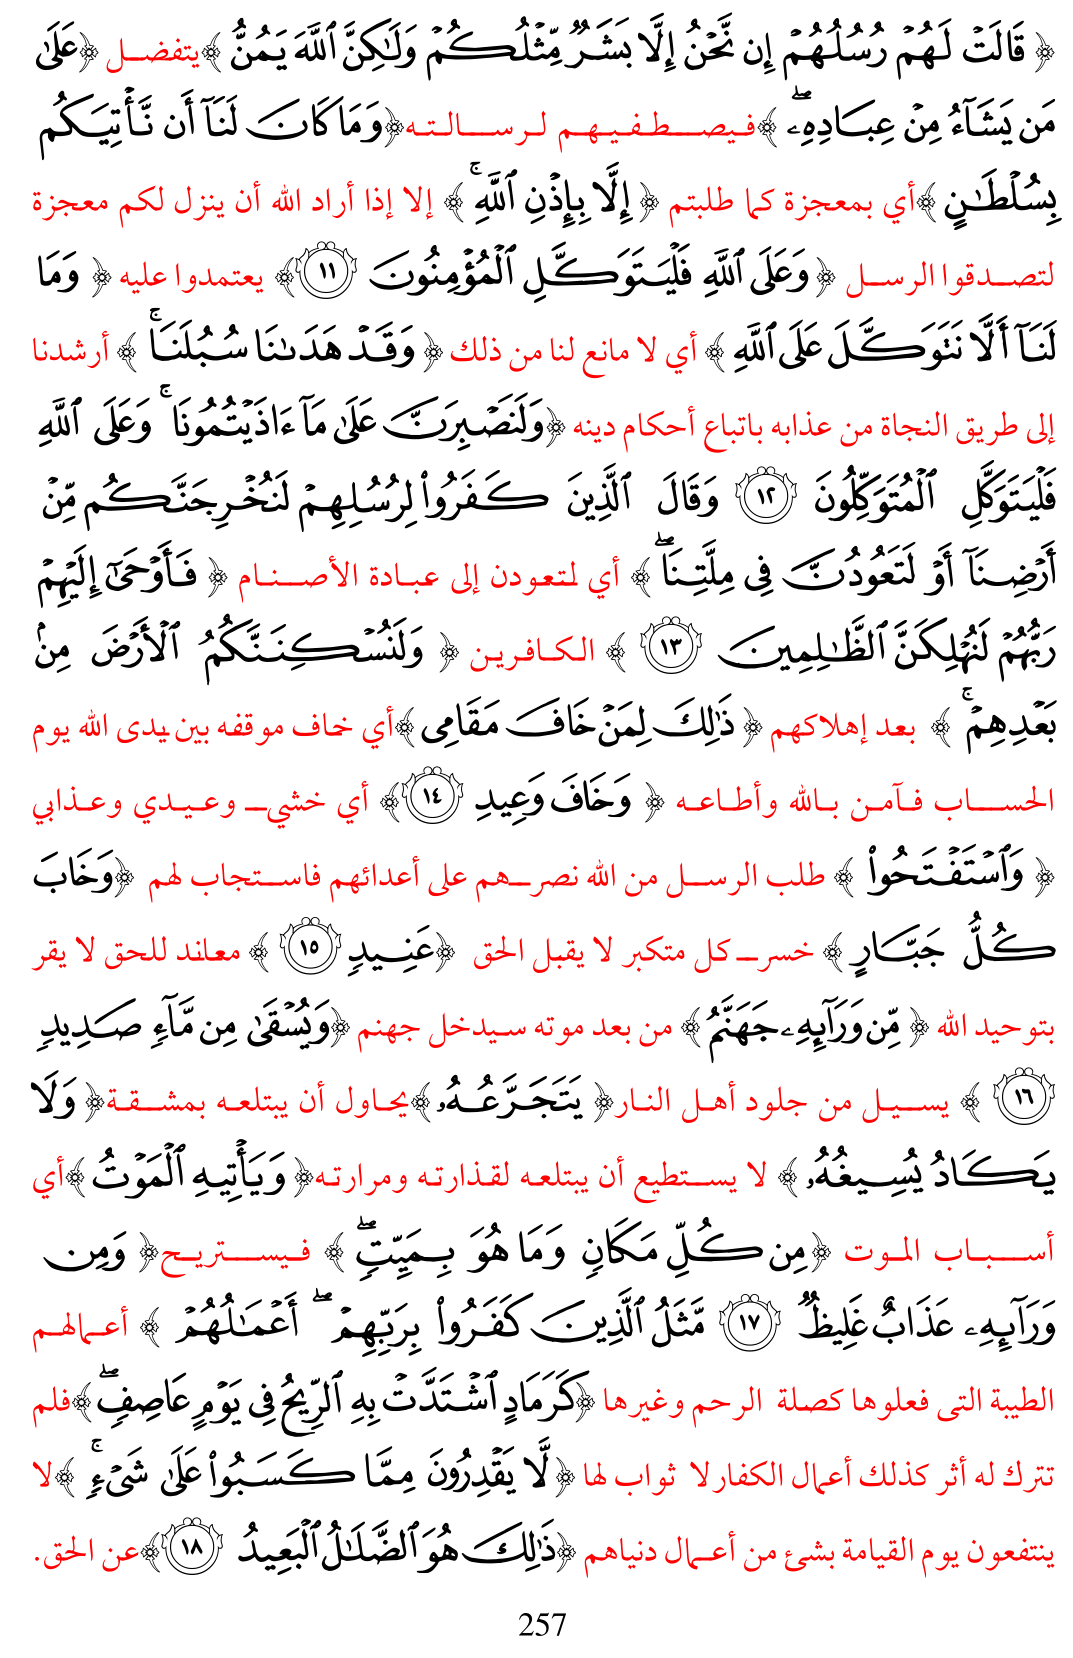 ﴿ قَالَتْ لَهُمْ رُسُلُهُمْ إِن نَّحْنُ إِلَّا بَشَرٌ مِّثْلُكُمْ وَلَٰكِنَّ ٱللَّهَ يَمُنُّ ﴾يتفضل ﴿عَلَىٰ
مَن يَشَآءُ مِنْ عِبَادِهِۦۖ ﴾فيصطفيهم لرسالته﴿وَمَا كَانَ لَنَآ أَن نَّأْتِيَكُم
بِسُلْطَٰنٍ ﴾أي بمعجزة كما طلبتم ﴿ إِلَّا بِإِذْنِ ٱللَّهِۚ ﴾ إلا إذا أراد الله أن ينزل لكم معجزة
لتصدقوا الرسل ﴿ وَعَلَى ٱللَّهِ فَلْيَتَوَكَّلِ ٱلْمُؤْمِنُونَ ١١﴾ يعتمدوا عليه ﴿ وَمَا
لَنَآ أَلَّا نَتَوَكَّلَ عَلَى ٱللَّهِ ﴾ أي لا مانع لنا من ذلك ﴿ وَقَدْ هَدَىٰنَا سُبُلَنَاۚ ﴾ أرشدنا
إلى طريق النجاة من عذابه باتباع أحكام دينه ﴿وَلَنَصْبِرَنَّ عَلَىٰ مَآ ءَاذَيْتُمُونَاۚ وَعَلَى ٱللَّهِ
فَلْيَتَوَكَّلِ ٱلْمُتَوَكِّلُونَ ١٢ وَقَالَ ٱلَّذِينَ كَفَرُوا۟ لِرُسُلِهِمْ لَنُخْرِجَنَّكُم مِّنْ
أَرْضِنَآ أَوْ لَتَعُودُنَّ فِى مِلَّتِنَاۖ ﴾ أي لتعودن إلى عبادة الأصنام ﴿ فَأَوْحَىٰٓ إِلَيْهِمْ
رَبُّهُمْ لَنُهْلِكَنَّ ٱلظَّٰلِمِينَ ١٣ ﴾ الكافرين ﴿ وَلَنُسْكِنَنَّكُمُ ٱلْأَرْضَ مِنۢ
بَعْدِهِمْۚ ﴾ بعد إهلاكهم ﴿ ذَٰلِكَ لِمَنْ خَافَ مَقَامِى ﴾أي خاف موقفه بين يدى الله يوم
الحساب فآمن بالله وأطاعه ﴿ وَخَافَ وَعِيدِ ١٤﴾ أي خشي وعيدي وعذابي
﴿ وَٱسْتَفْتَحُوا۟ ﴾ طلب الرسل من الله نصرهم على أعدائهم فاستجاب لهم ﴿وَخَابَ
كُلُّ جَبَّارٍ ﴾ خسر كل متكبر لا يقبل الحق ﴿عَنِيدٍ ١٥ ﴾ معاند للحق لا يقر
بتوحيد الله ﴿ مِّن وَرَآئِهِۦ جَهَنَّمُ ﴾ من بعد موته سيدخل جهنم ﴿وَيُسْقَىٰ مِن مَّآءٍ صَدِيدٍ
١٦ ﴾ يسيل من جلود أهل النار﴿ يَتَجَرَّعُهُۥ ﴾يحاول أن يبتلعه بمشقة﴿ وَلَا
يَكَادُ يُسِيغُهُۥ ﴾ لا يستطيع أن يبتلعه لقذارته ومرارته﴿ وَيَأْتِيهِ ٱلْمَوْتُ ﴾أي
أسباب الموت ﴿مِن كُلِّ مَكَانٍ وَمَا هُوَ بِمَيِّتٍۖ ﴾ فيستريح﴿ وَمِن
وَرَآئِهِۦ عَذَابٌ غَلِيظٌ ١٧ مَّثَلُ ٱلَّذِينَ كَفَرُوا۟ بِرَبِّهِمْۖ أَعْمَٰلُهُمْ ﴾ أعمالهم
الطيبة التى فعلوها كصلة الرحم وغيرها ﴿كَرَمَادٍ ٱشْتَدَّتْ بِهِ ٱلرِّيحُ فِى يَوْمٍ عَاصِفٍۖ ﴾فلم
تترك له أثر كذلك أعمال الكفار لا ثواب لها ﴿لَّا يَقْدِرُونَ مِمَّا كَسَبُوا۟ عَلَىٰ شَىْءٍۚ ﴾لا
ينتفعون يوم القيامة بشئ من أعمال دنياهم ﴿ذَٰلِكَ هُوَ ٱلضَّلَٰلُ ٱلْبَعِيدُ ١٨﴾عن الحق.
257